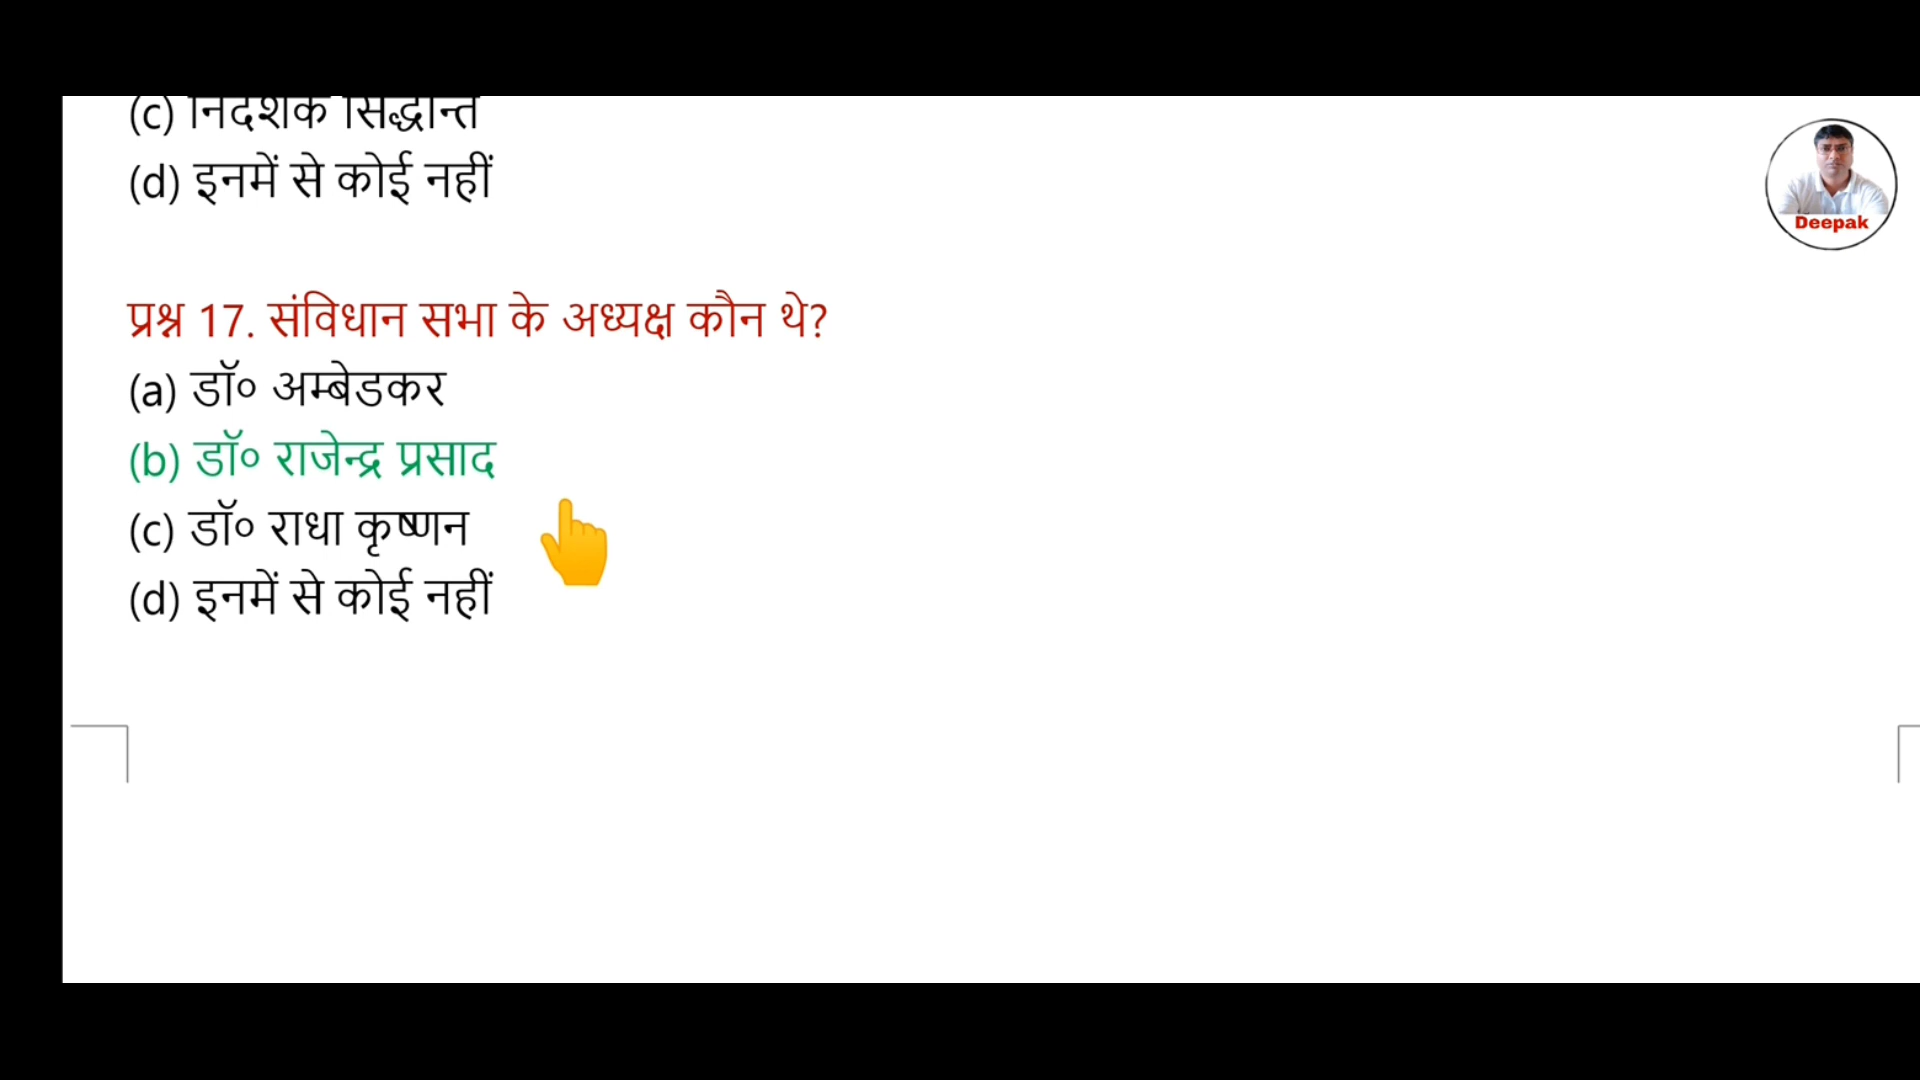 (c) निर्देशक सिद्धान्त
(d) इनमें से कोई नहीं
Deepak
प्रश्न 17. संविधान सभा के अध्यक्ष कौन थे?
(a) डॉ० अम्बेडकर
(b) डॉ० राजेन्द्र प्रसाद
(c) डॉ० राधा कृष्णन
(d) इनमें से कोई नहीं